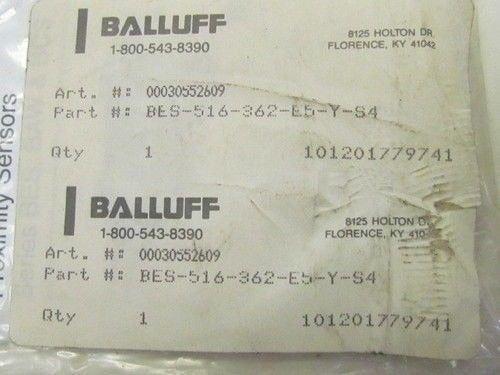 BALLUFF
1-800-543-8390
8125 HOLTON DR
FLORENCE, KY 41042
Art. #: 00030552609
Part #: BES-516-362-E5-Y-S4
Qty 1 101201779741
BALLUFF
1-800-543-8390
8125 HOLTON
FLORENCE, KY
Art. #: 00030552609
Part #: BES-516-362-E5-Y-S4
Qty 1 101201779741
Sensors